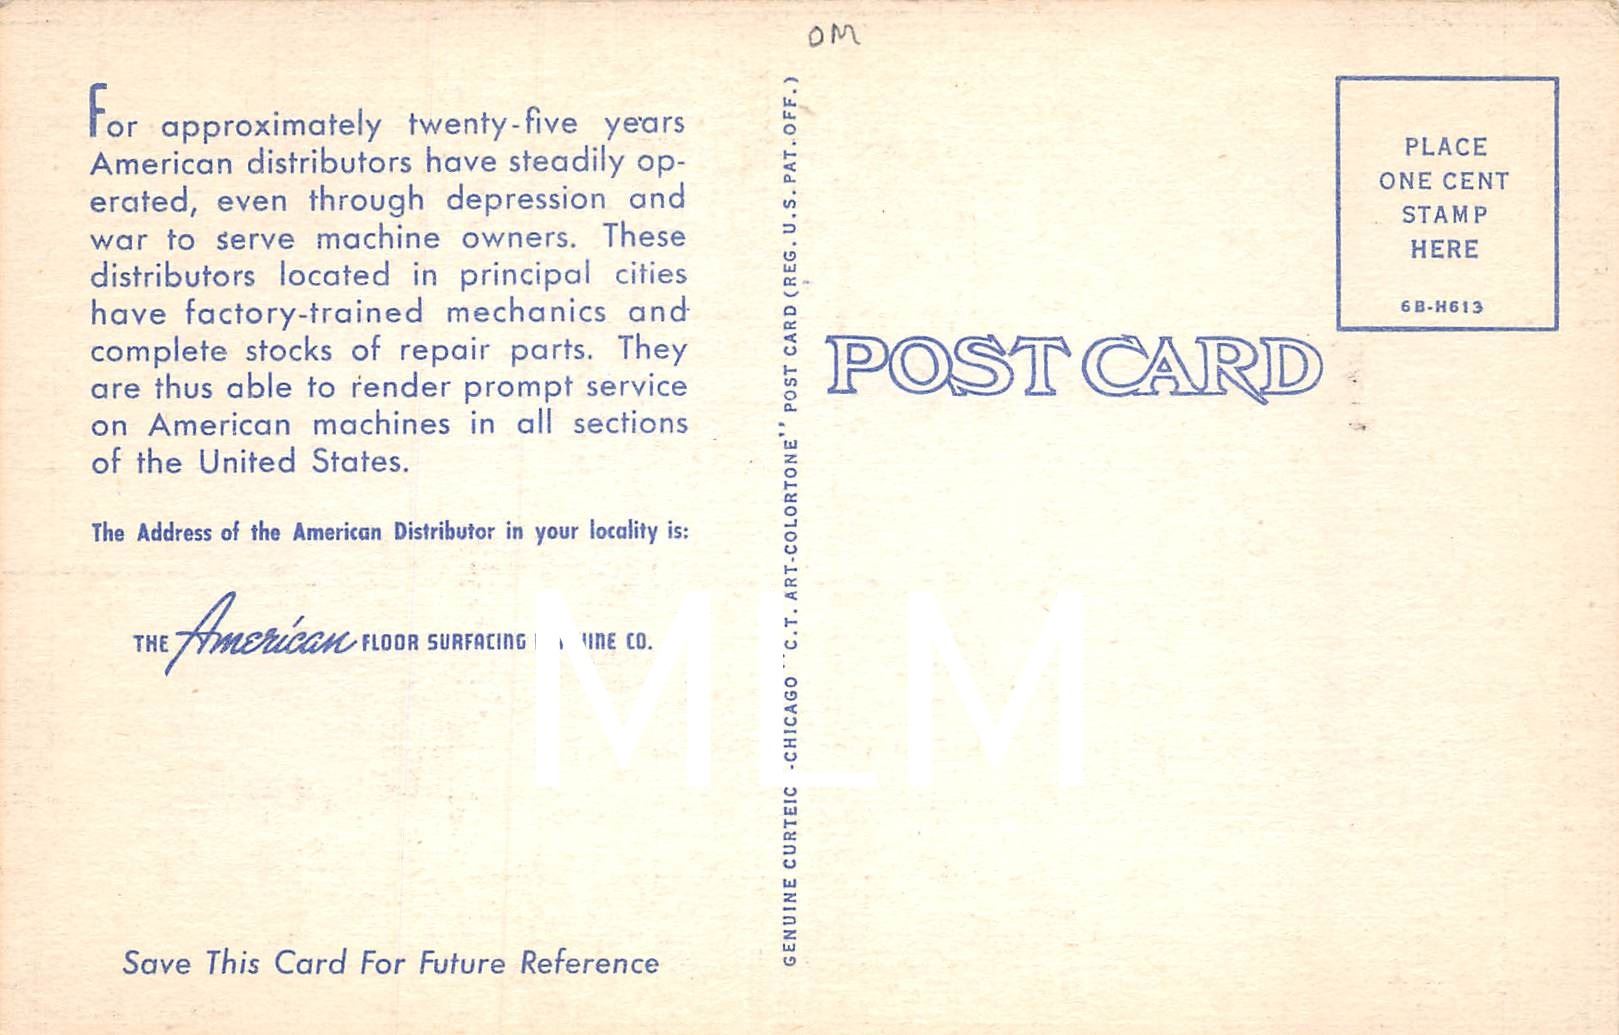 OM
For approximately twenty-five years
American distributors have steadily op-
erated, even through depression and
war to serve machine owners. These
distributors located in principal cities
have factory-trained mechanics and
complete stocks of repair parts. They
are thus able to render prompt service
on American machines in all sections
of the United States.
The Address of the American Distributor in your locality is:
THE American FLOOR SURFACING CO.
Save This Card For Future Reference
GENUINE CURTEICH-CHICAGO "C.T. ART-COLORTONE" POST CARD (REG. U.S. PAT. OFF.)
POST CARD
PLACE
ONE CENT
STAMP
HERE
6B-H613
MLM